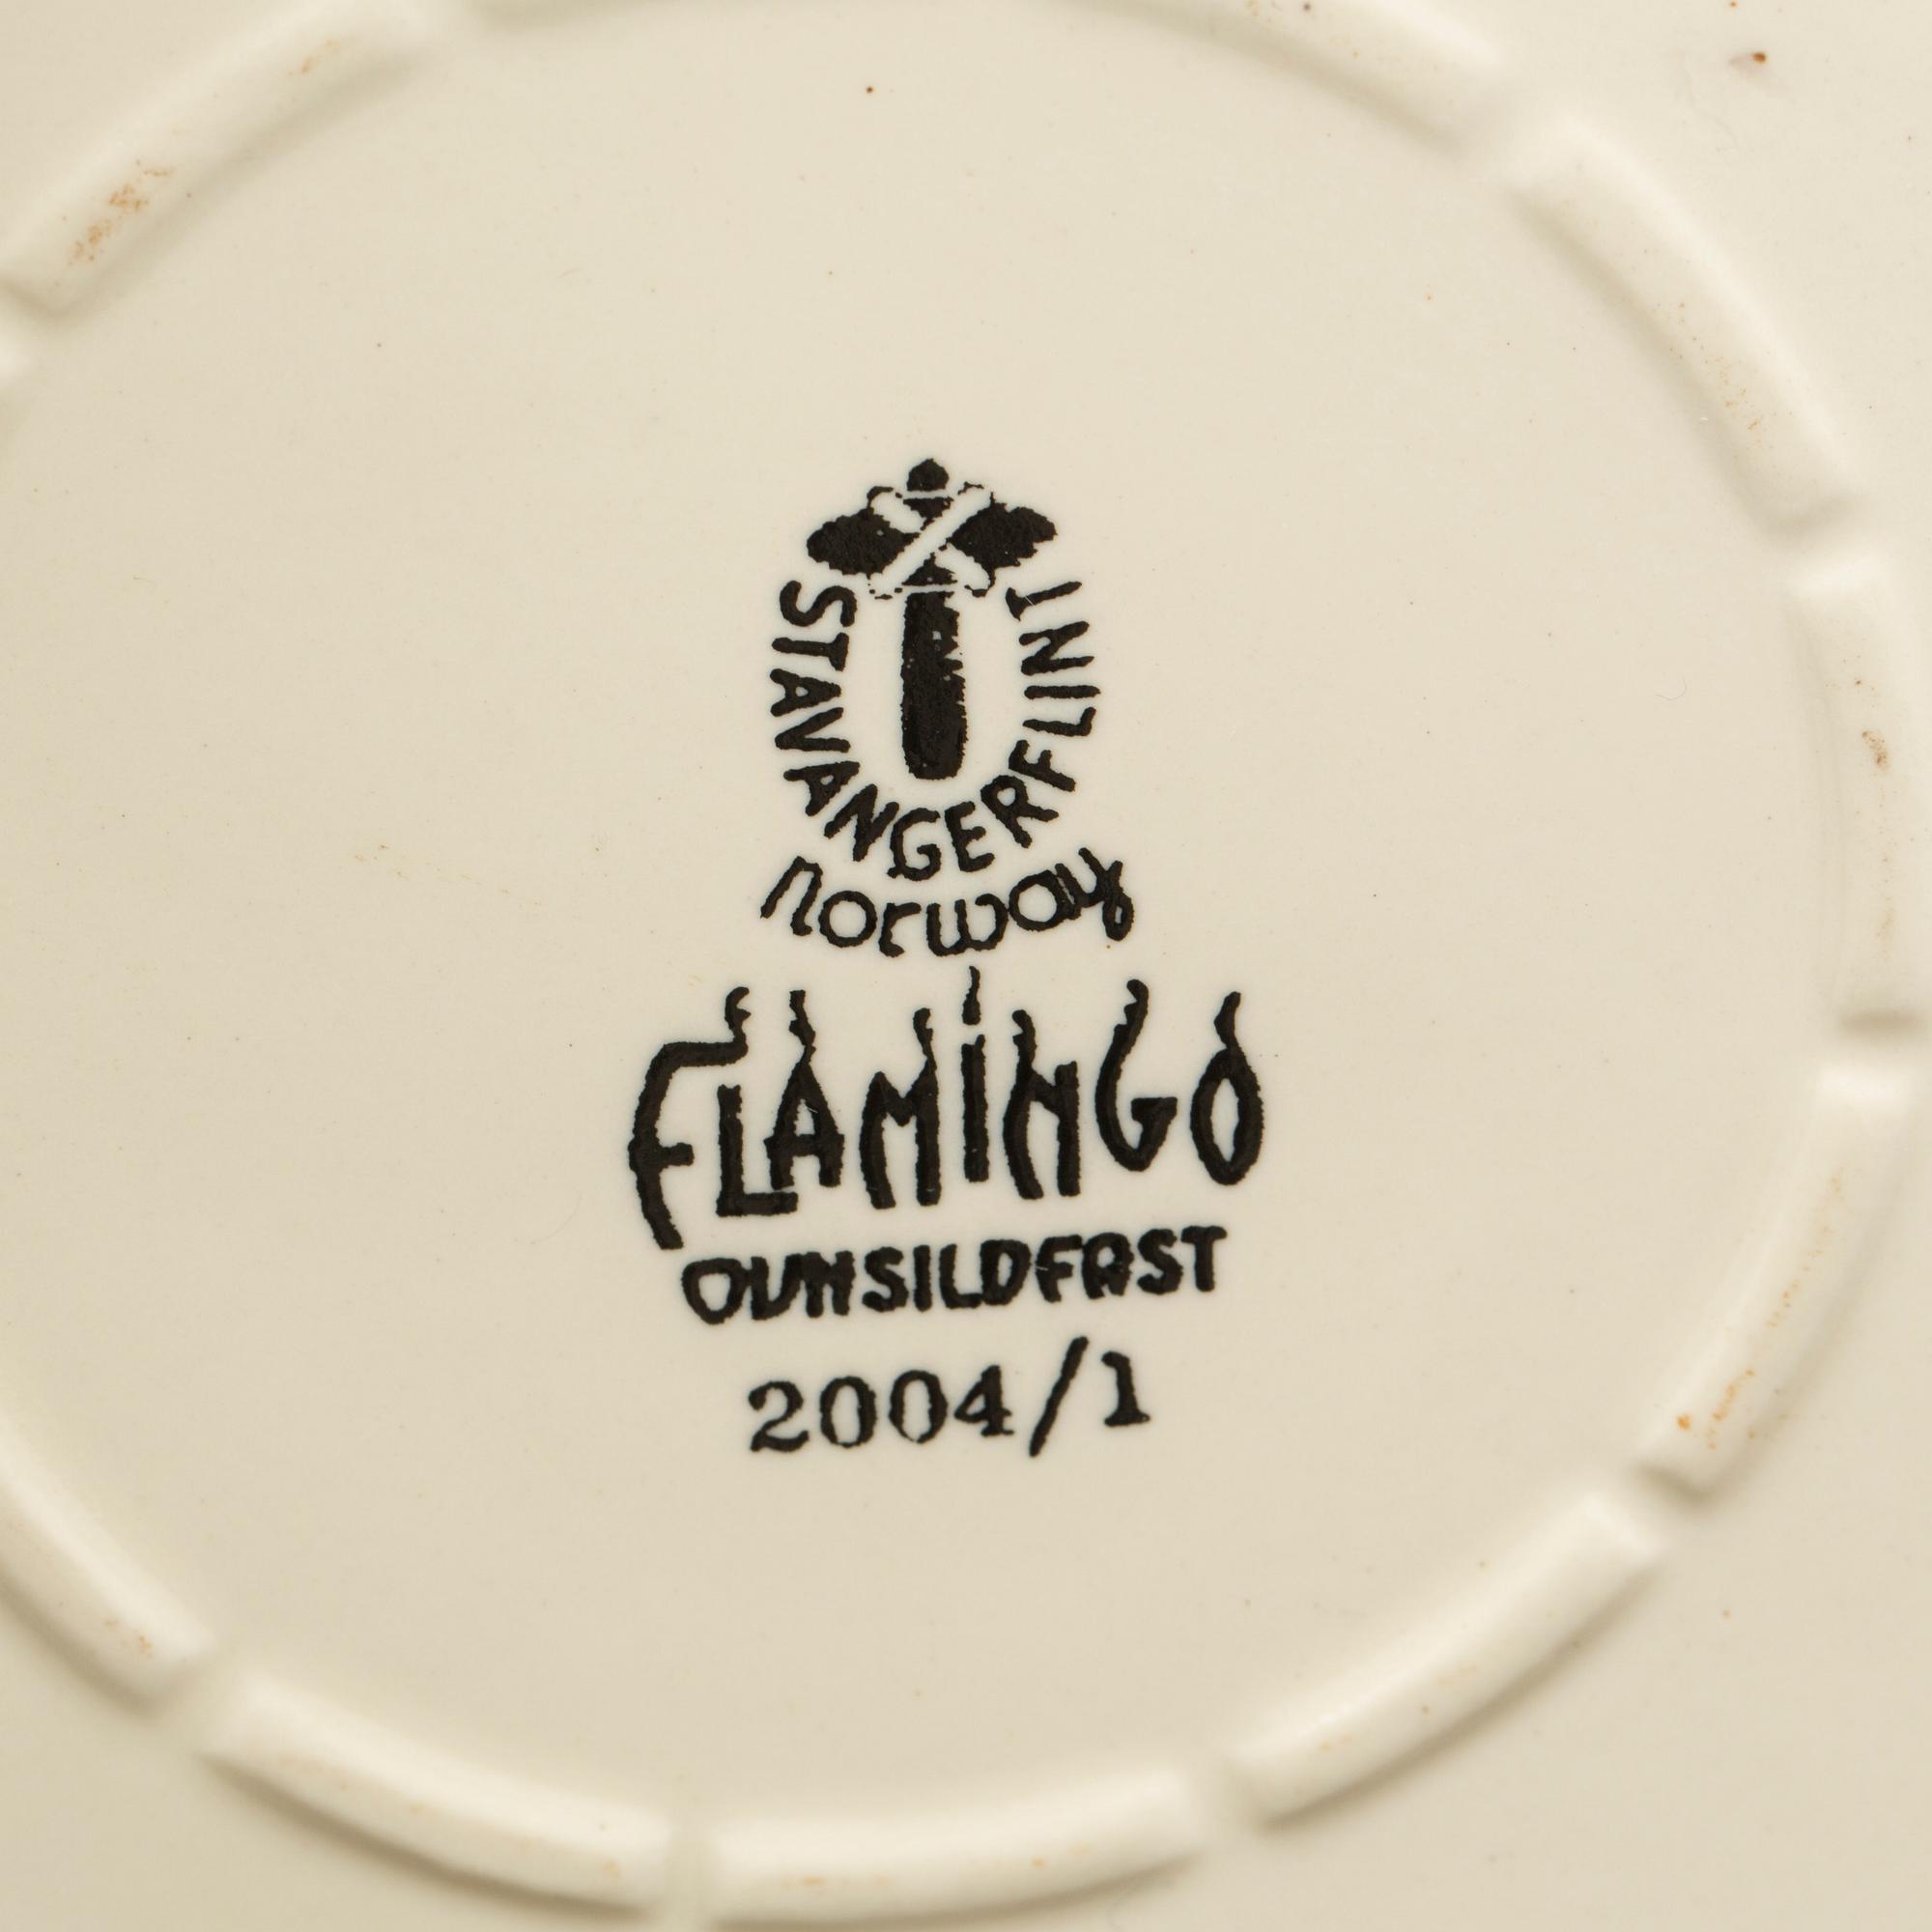 STAVANGERFLINT
norway
FLAMiNGO
OVNSILDFAST
2004/1